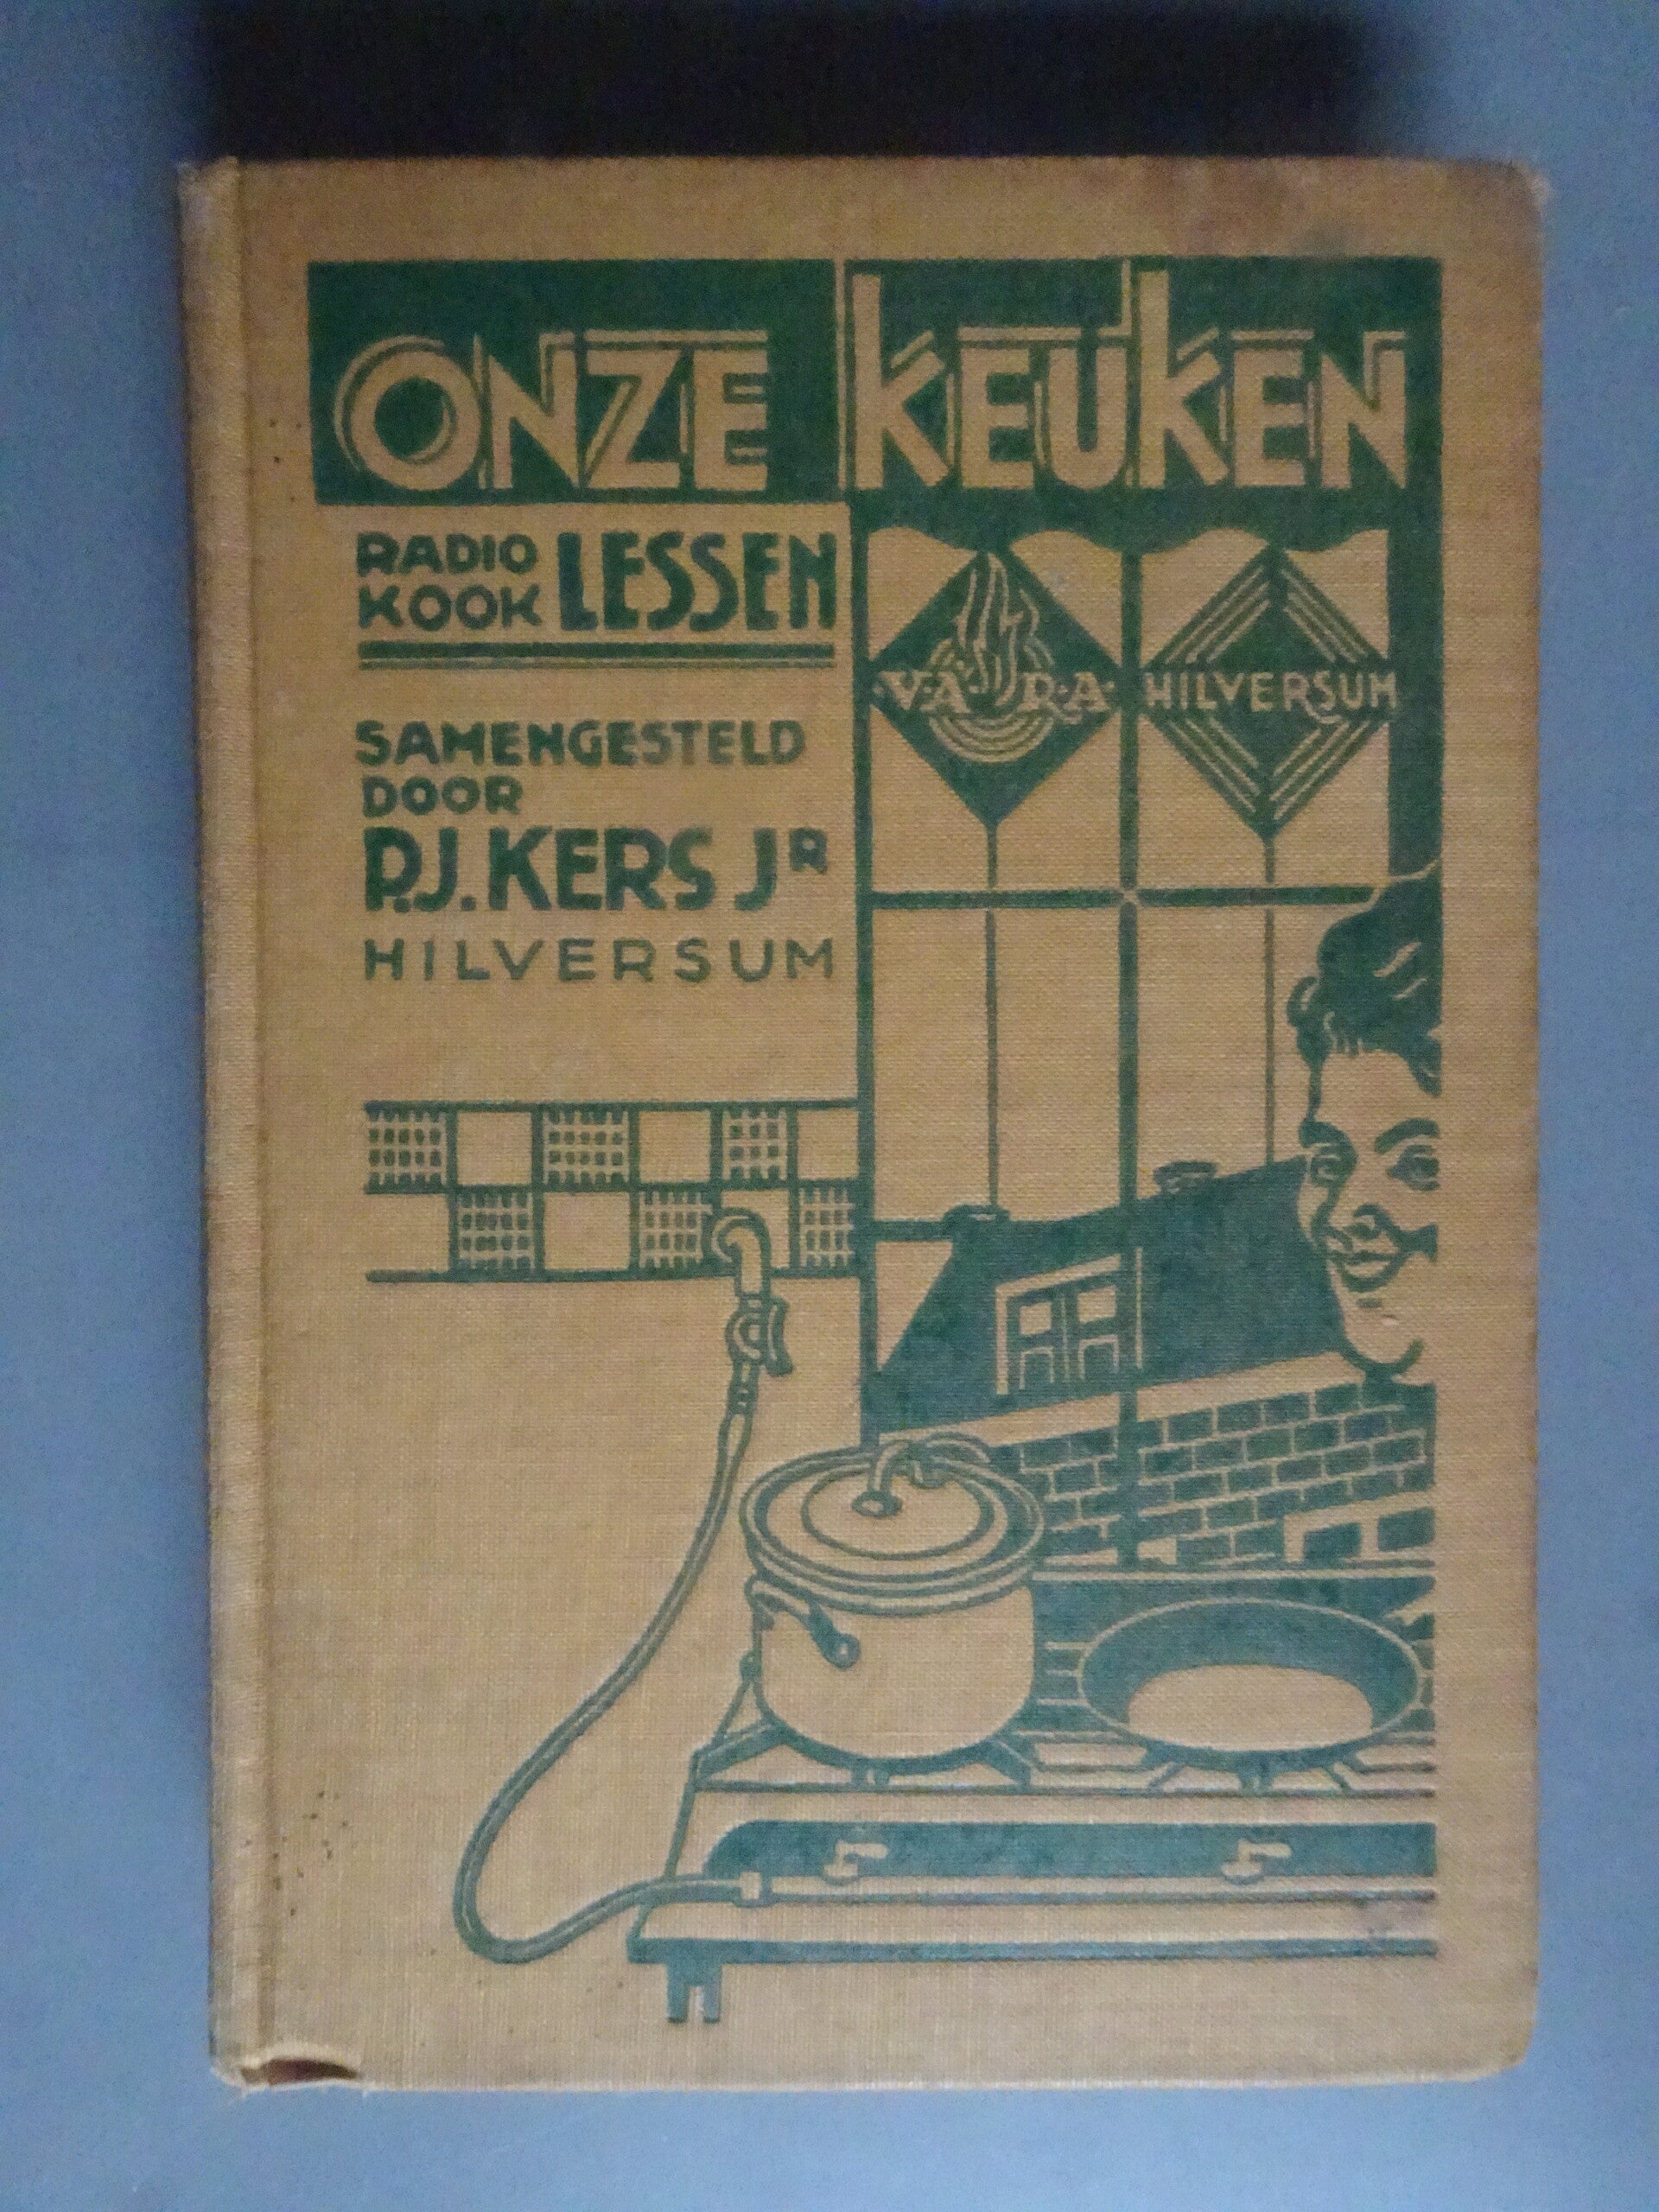 ONZE KEUKEN
RADIO
KOOK LESSEN
SAMENGESTELD
DOOR
P.J. KERS JR
HILVERSUM
V.A.R.A.
HILVERSUM